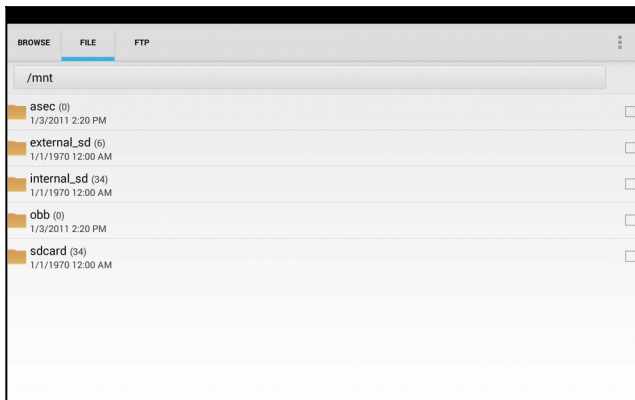 BROWSE FILE FTP
/mnt
asec (0)
1/3/2011 2:20 PM
external_sd (6)
1/1/1970 12:00 AM
internal_sd (34)
1/1/1970 12:00 AM
obb (0)
1/3/2011 2:20 PM
sdcard (34)
1/1/1970 12:00 AM